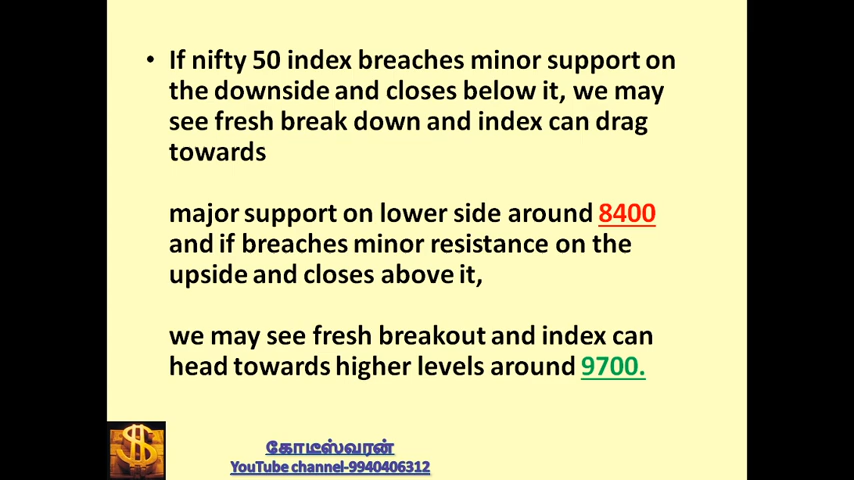 • If nifty 50 index breaches minor support on
the downside and closes below it, we may
see fresh break down and index can drag
towards
major support on lower side around 8400
and if breaches minor resistance on the
upside and closes above it,
we may see fresh breakout and index can
head towards higher levels around 9700.
கோடீஸ்வரன்
YouTube channel-9940406312